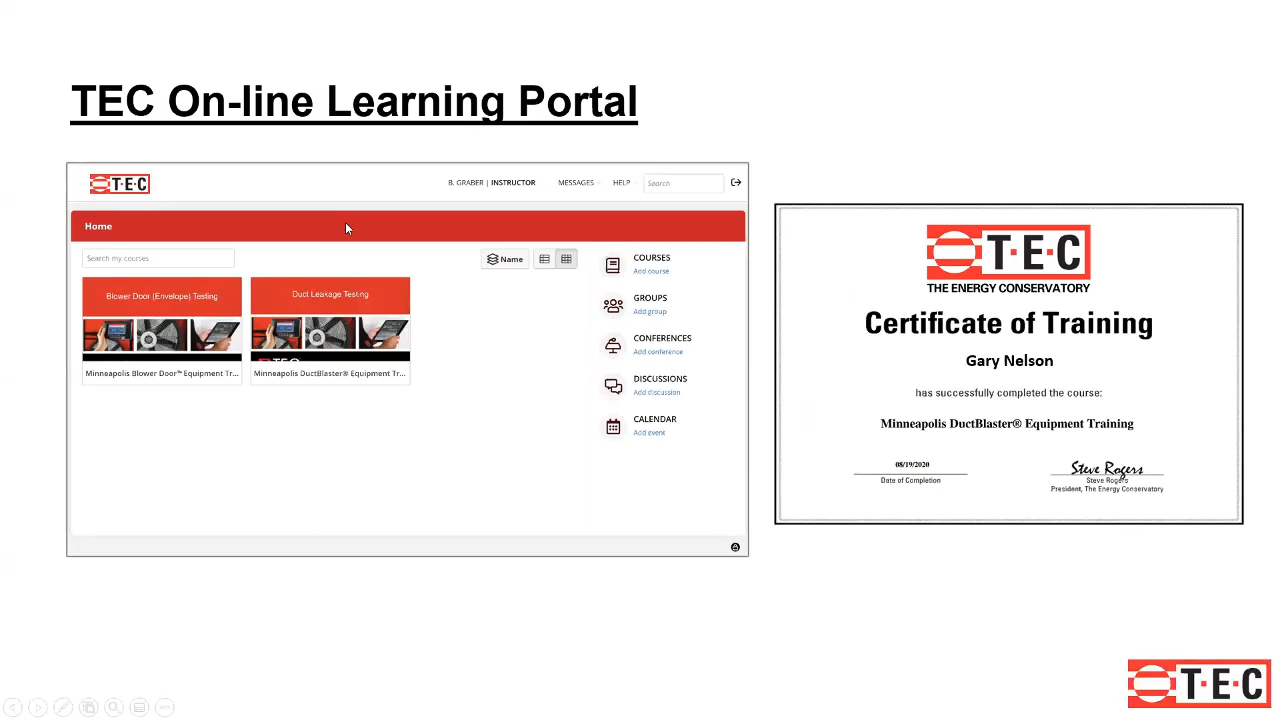 TEC On-line Learning Portal
T·E·C
B. GRABER | INSTRUCTOR
MESSAGES
HELP
Search
Home
Search my courses
Name
Blower Door (Envelope) Testing
Minneapolis Blower Door™ Equipment Tr...
Duct Leakage Testing
Minneapolis DuctBlaster® Equipment Tr...
COURSES
Add course
GROUPS
Add group
CONFERENCES
Add conference
DISCUSSIONS
Add discussion
CALENDAR
Add event
T·E·C
THE ENERGY CONSERVATORY
Certificate of Training
Gary Nelson
has successfully completed the course:
Minneapolis DuctBlaster® Equipment Training
08/19/2020
Date of Completion
Steve Rogers
Steve Rogers
President, The Energy Conservatory
T·E·C